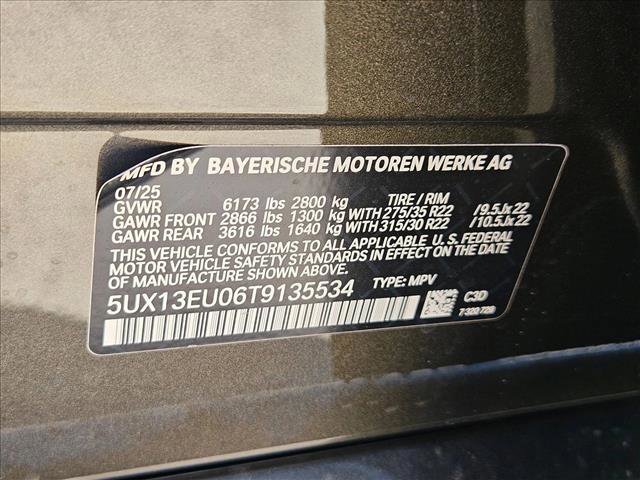 MFD BY BAYERISCHE MOTOREN WERKE AG
07/25
GVWR 6173 lbs 2800 kg TIRE / RIM
GAWR FRONT 2866 lbs 1300 kg WITH 275/35 R22 /9.5Jx22
GAWR REAR 3616 lbs 1640 kg WITH 315/30 R22 /10.5Jx22
THIS VEHICLE CONFORMS TO ALL APPLICABLE U.S. FEDERAL
MOTOR VEHICLE SAFETY STANDARDS IN EFFECT ON THE DATE
OF MANUFACTURE SHOWN ABOVE.
5UX13EU06T9135534 TYPE: MPV
C3D
7 320 728